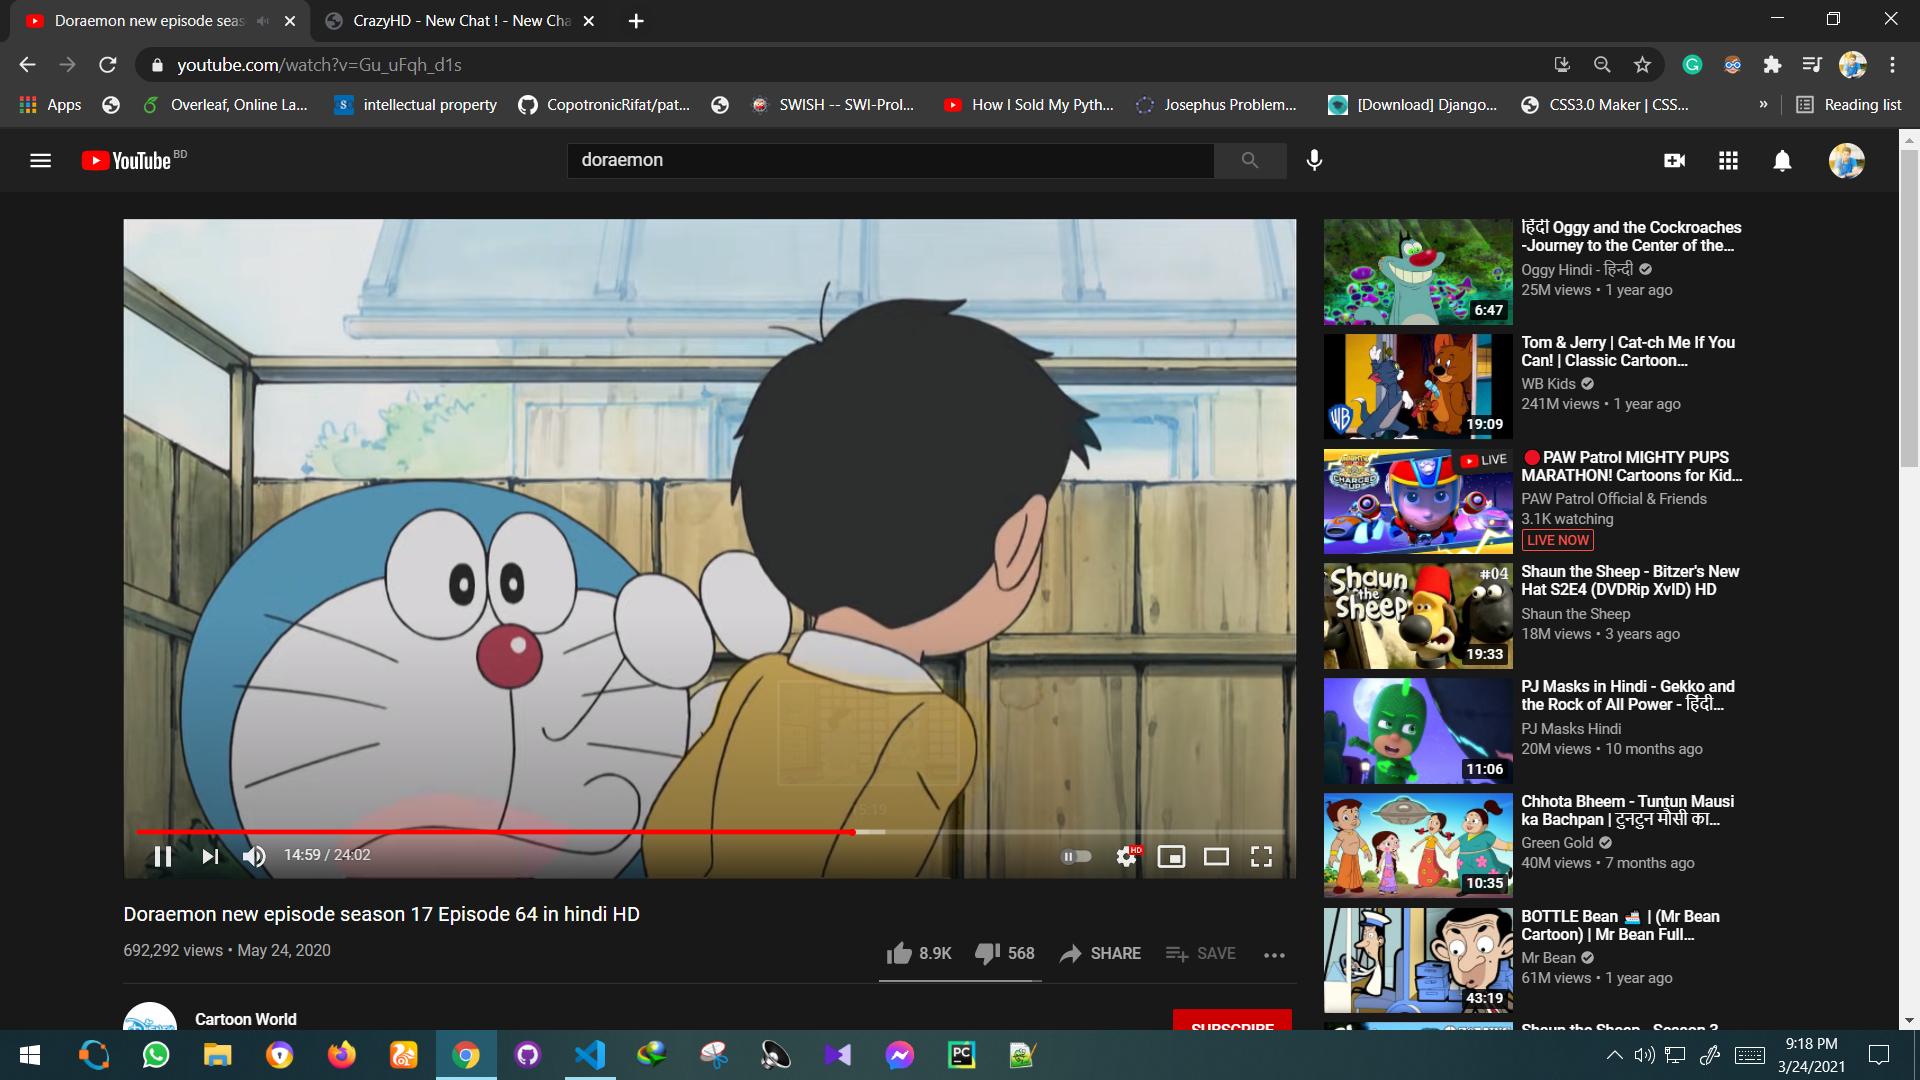 Doraemon new episode seas
CrazyHD - New Chat ! - New Cha
youtube.com/watch?v=Gu_uFqh_d1s
Apps
Overleaf, Online La...
intellectual property
CopotronicRifat/pat...
SWISH -- SWI-Prol...
How I Sold My Pyth...
Josephus Problem...
[Download] Django...
CSS3.0 Maker | CSS...
»
Reading list
YouTube BD
doraemon
हिंदी Oggy and the Cockroaches
-Journey to the Center of the...
Oggy Hindi - हिन्दी
25M views • 1 year ago
6:47
Tom & Jerry | Cat-ch Me If You
Can! | Classic Cartoon...
WB Kids
241M views • 1 year ago
WB
19:09
PAW Patrol MIGHTY PUPS
MARATHON! Cartoons for Kid...
PAW Patrol Official & Friends
3.1K watching
LIVE NOW
LIVE
CHARGED UP
Shaun the Sheep - Bitzer's New
Hat S2E4 (DVDRip XvID) HD
Shaun the Sheep
18M views • 3 years ago
Shaun the Sheep
#04
19:33
PJ Masks in Hindi - Gekko and
the Rock of All Power - हिंदी...
PJ Masks Hindi
20M views • 10 months ago
11:06
Chhota Bheem - Tuntun Mausi
ka Bachpan | टुनटुन मौसी का...
Green Gold
40M views • 7 months ago
10:35
BOTTLE Bean | (Mr Bean
Cartoon) | Mr Bean Full...
Mr Bean
61M views • 1 year ago
43:19
Shaun the Sheep - Season 3
14:59 / 24:02
HD
Doraemon new episode season 17 Episode 64 in hindi HD
692,292 views • May 24, 2020
8.9K
568
SHARE
SAVE
Cartoon World
SUBSCRIBE
PC
9:18 PM
3/24/2021